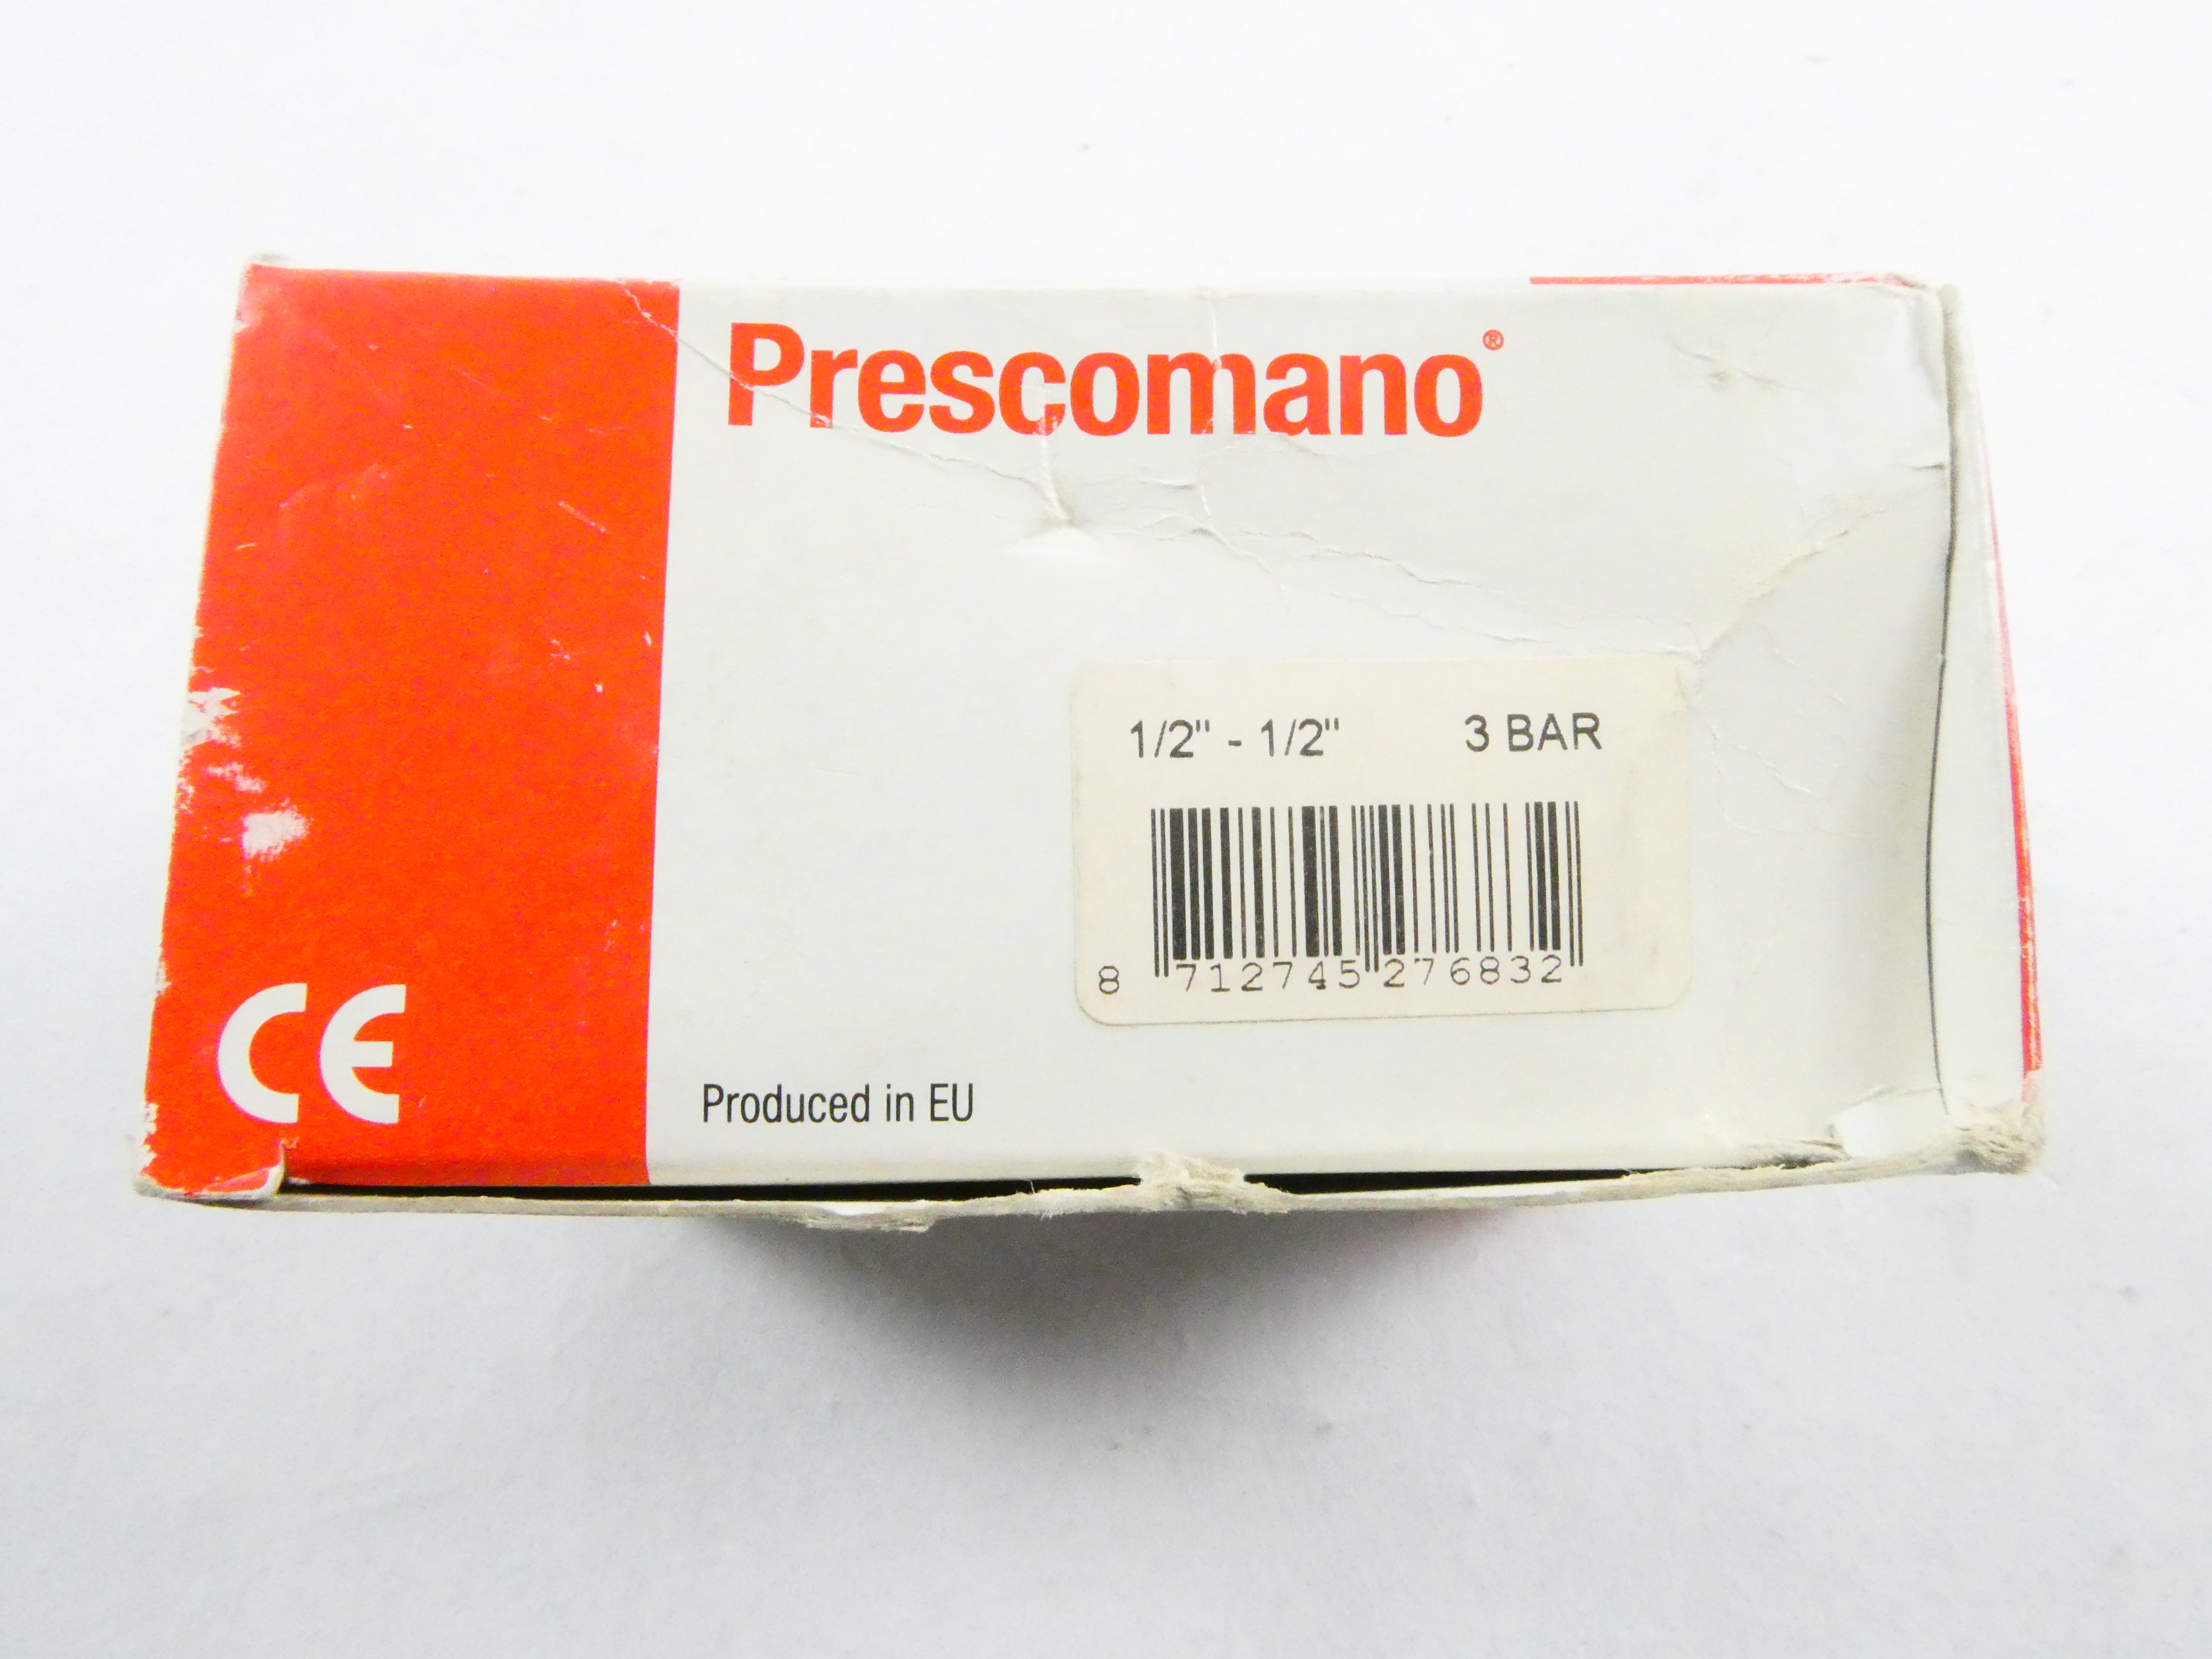 Prescomano®
1/2" - 1/2" 3 BAR
8 712745 276832
CE
Produced in EU